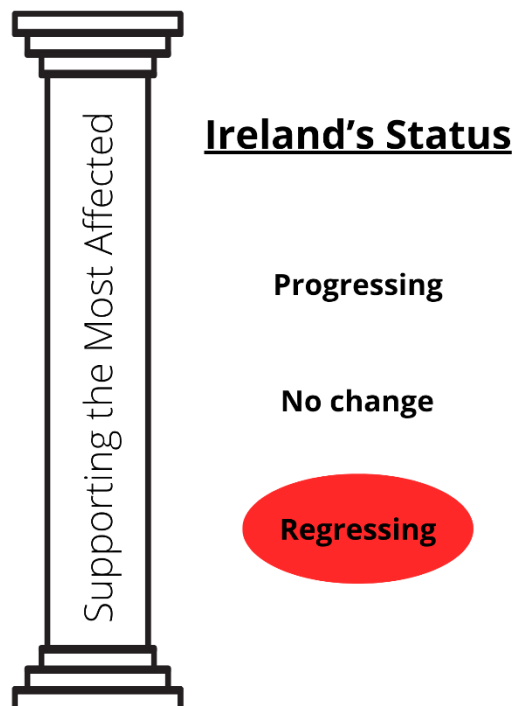 Supporting the Most Affected
Ireland’s Status
Progressing
No change
Regressing